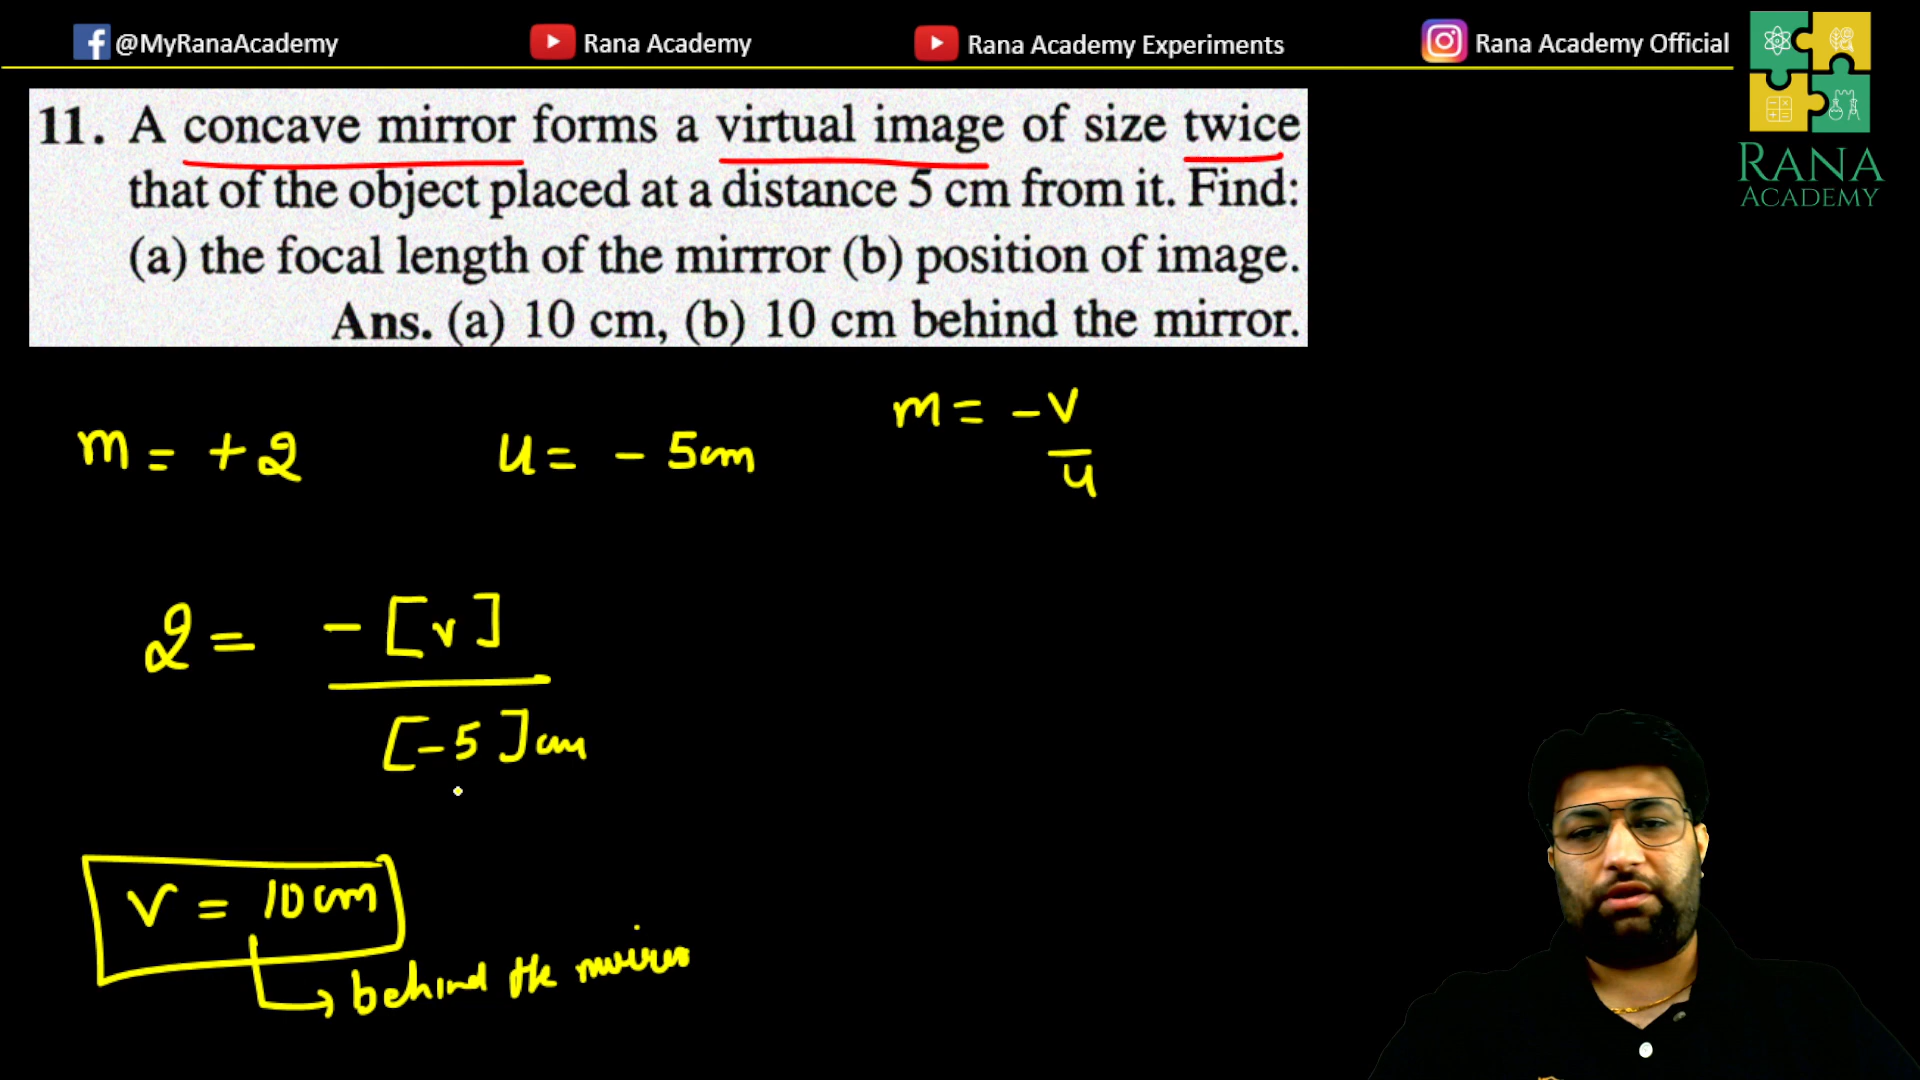 @MyRanaAcademy Rana Academy Rana Academy Experiments Rana Academy Official
RANA
ACADEMY
11. A concave mirror forms a virtual image of size twice
that of the object placed at a distance 5 cm from it. Find:
(a) the focal length of the mirrror (b) position of image.
Ans. (a) 10 cm, (b) 10 cm behind the mirror.
m = +2 u = - 5cm m = -v/u
2 = -[v]/[-5]cm
v = 10cm
behind the mirror